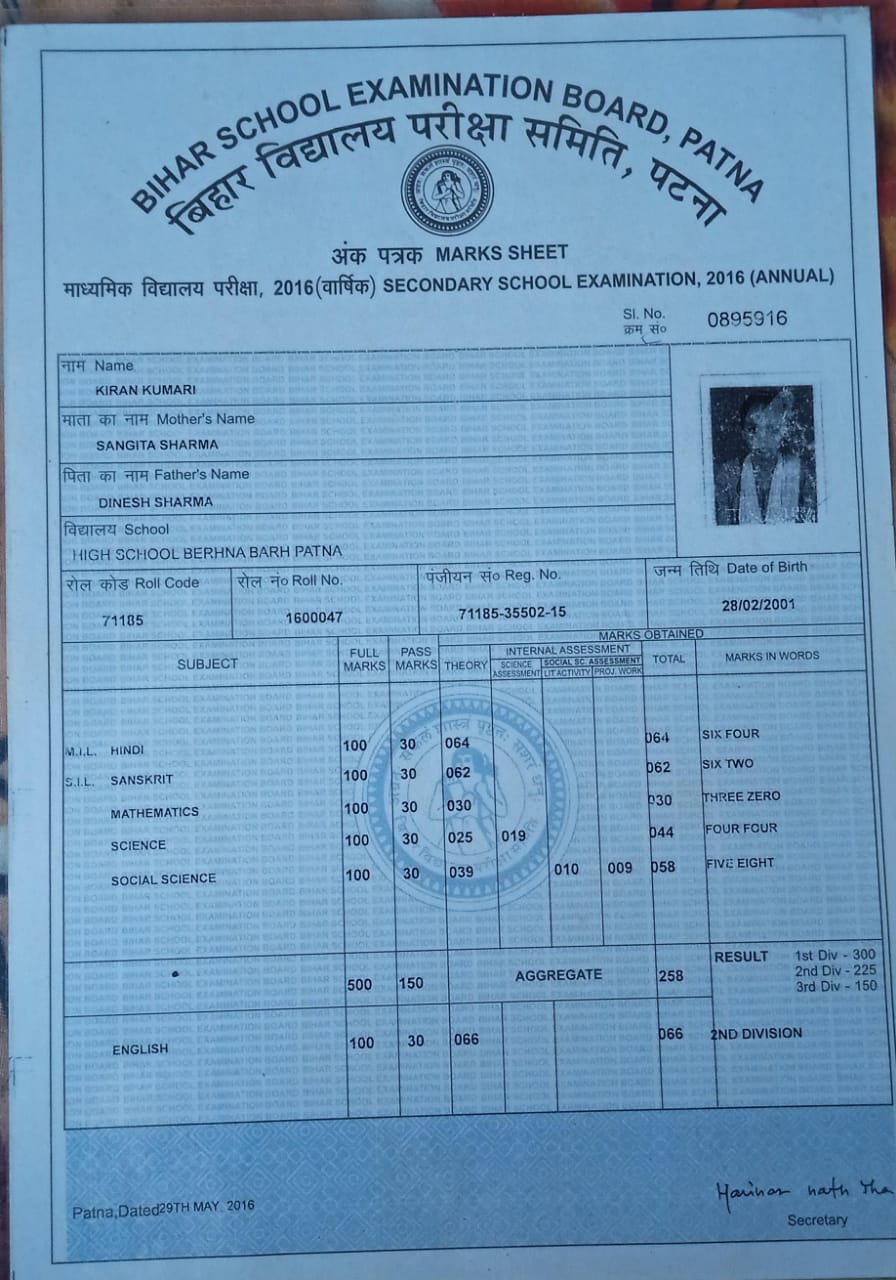 BIHAR SCHOOL EXAMINATION BOARD, PATNA
बिहार विद्यालय परीक्षा समिति, पटना
अंक पत्रक MARKS SHEET
माध्यमिक विद्यालय परीक्षा, 2016(वार्षिक) SECONDARY SCHOOL EXAMINATION, 2016 (ANNUAL)
Sl. No.
क्रम सं० 0895916
नाम Name
KIRAN KUMARI
माता का नाम Mother's Name
SANGITA SHARMA
पिता का नाम Father's Name
DINESH SHARMA
विद्यालय School
HIGH SCHOOL BERHNA BARH PATNA
रोल कोड Roll Code रोल नं० Roll No. पंजीयन सं० Reg. No. जन्म तिथि Date of Birth
71185 1600047 71185-35502-15 28/02/2001
MARKS OBTAINED
SUBJECT FULL MARKS PASS MARKS THEORY INTERNAL ASSESSMENT TOTAL MARKS IN WORDS
SCIENCE ASSESSMENT SOCIAL SC. ASSESSMENT
LIT ACTIVITY PROJ. WORK
M.I.L. HINDI 100 30 064 064 SIX FOUR
S.I.L. SANSKRIT 100 30 062 062 SIX TWO
MATHEMATICS 100 30 030 030 THREE ZERO
SCIENCE 100 30 025 019 044 FOUR FOUR
SOCIAL SCIENCE 100 30 039 010 009 058 FIVE EIGHT
500 150 AGGREGATE 258 RESULT 1st Div - 300
2nd Div - 225
3rd Div - 150
ENGLISH 100 30 066 066 2ND DIVISION
Patna,Dated29TH MAY. 2016
Secretary